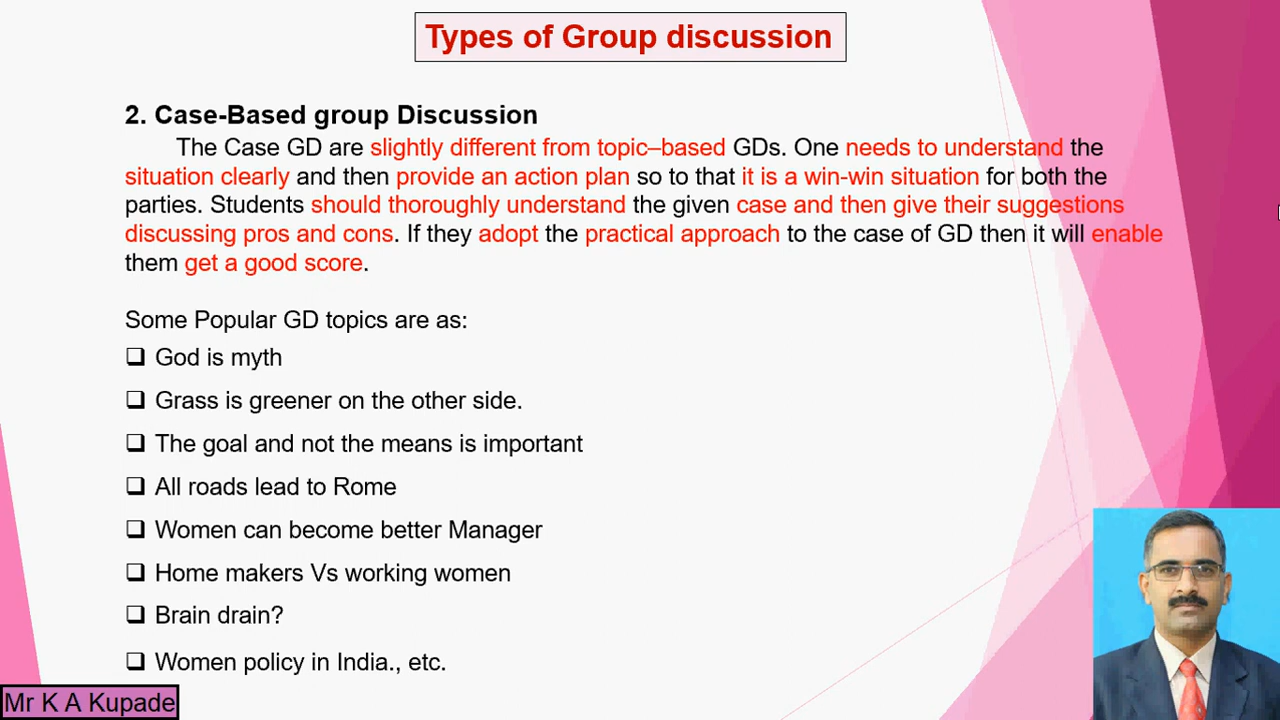 Types of Group discussion
2. Case-Based group Discussion
The Case GD are slightly different from topic–based GDs. One needs to understand the
situation clearly and then provide an action plan so to that it is a win-win situation for both the
parties. Students should thoroughly understand the given case and then give their suggestions
discussing pros and cons. If they adopt the practical approach to the case of GD then it will enable
them get a good score.
Some Popular GD topics are as:
❑ God is myth
❑ Grass is greener on the other side.
❑ The goal and not the means is important
❑ All roads lead to Rome
❑ Women can become better Manager
❑ Home makers Vs working women
❑ Brain drain?
❑ Women policy in India., etc.
Mr K A Kupade